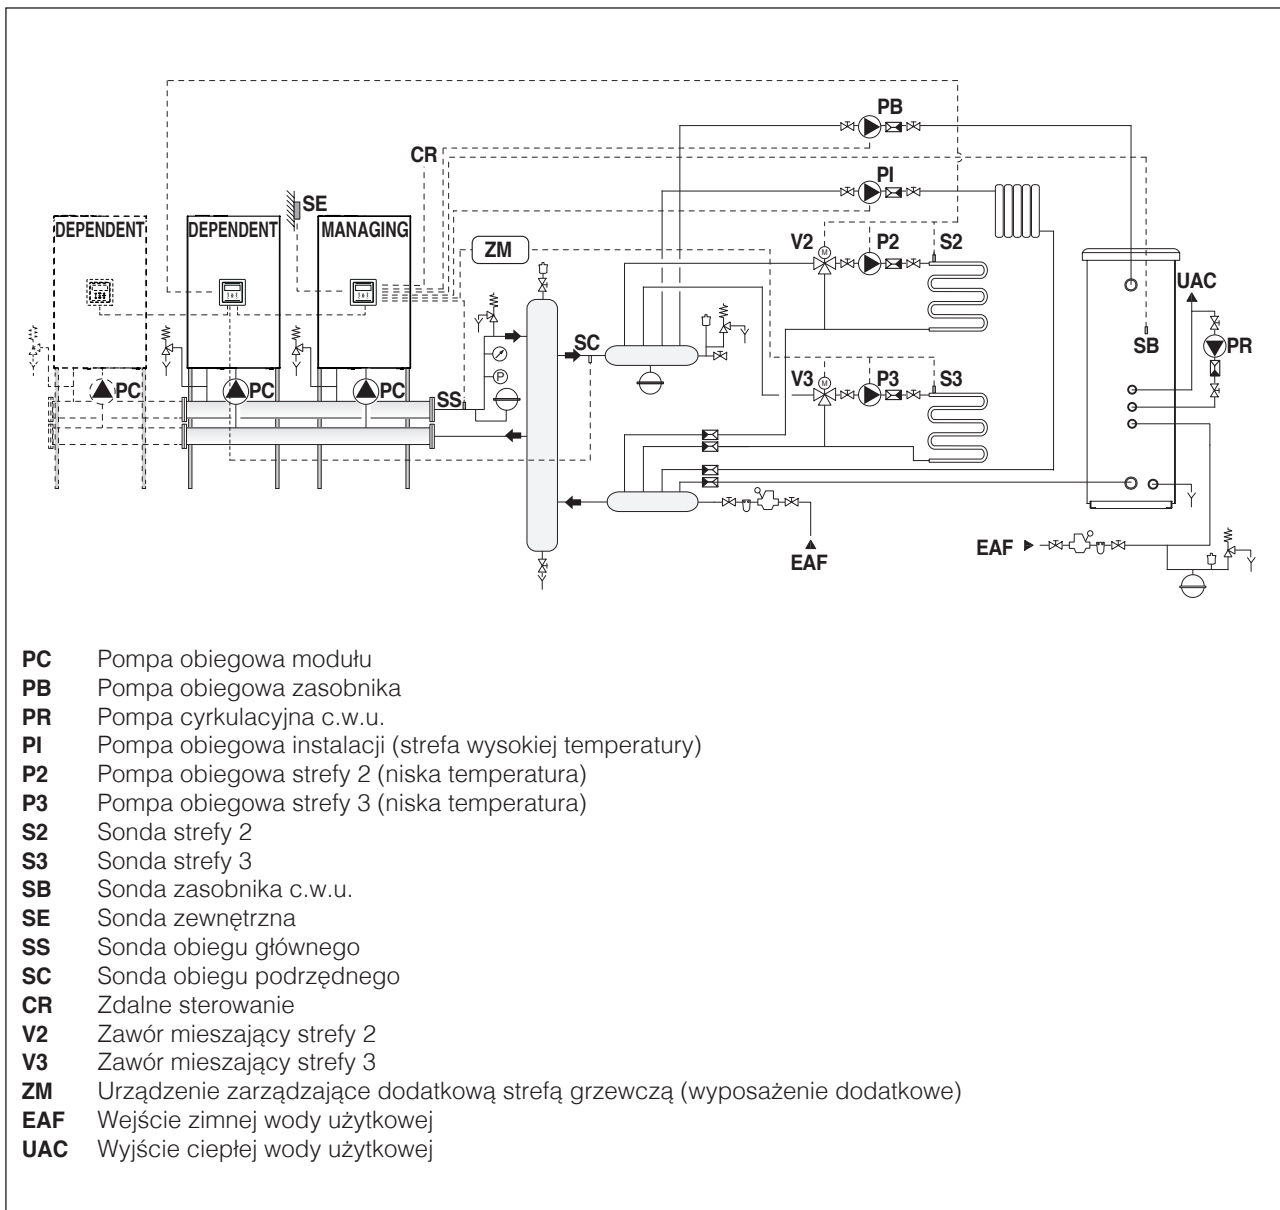 PB
CR
PI
SE
DEPENDENT DEPENDENT MANAGING
ZM
V2 P2 S2
M
UAC
SC
SB PR
V3 P3 S3
M
PC PC PC SS
P
EAF
EAF
PC Pompa obiegowa modułu
PB Pompa obiegowa zasobnika
PR Pompa cyrkulacyjna c.w.u.
PI Pompa obiegowa instalacji (strefa wysokiej temperatury)
P2 Pompa obiegowa strefy 2 (niska temperatura)
P3 Pompa obiegowa strefy 3 (niska temperatura)
S2 Sonda strefy 2
S3 Sonda strefy 3
SB Sonda zasobnika c.w.u.
SE Sonda zewnętrzna
SS Sonda obiegu głównego
SC Sonda obiegu podrzędnego
CR Zdalne sterowanie
V2 Zawór mieszający strefy 2
V3 Zawór mieszający strefy 3
ZM Urządzenie zarządzające dodatkową strefą grzewczą (wyposażenie dodatkowe)
EAF Wejście zimnej wody użytkowej
UAC Wyjście ciepłej wody użytkowej